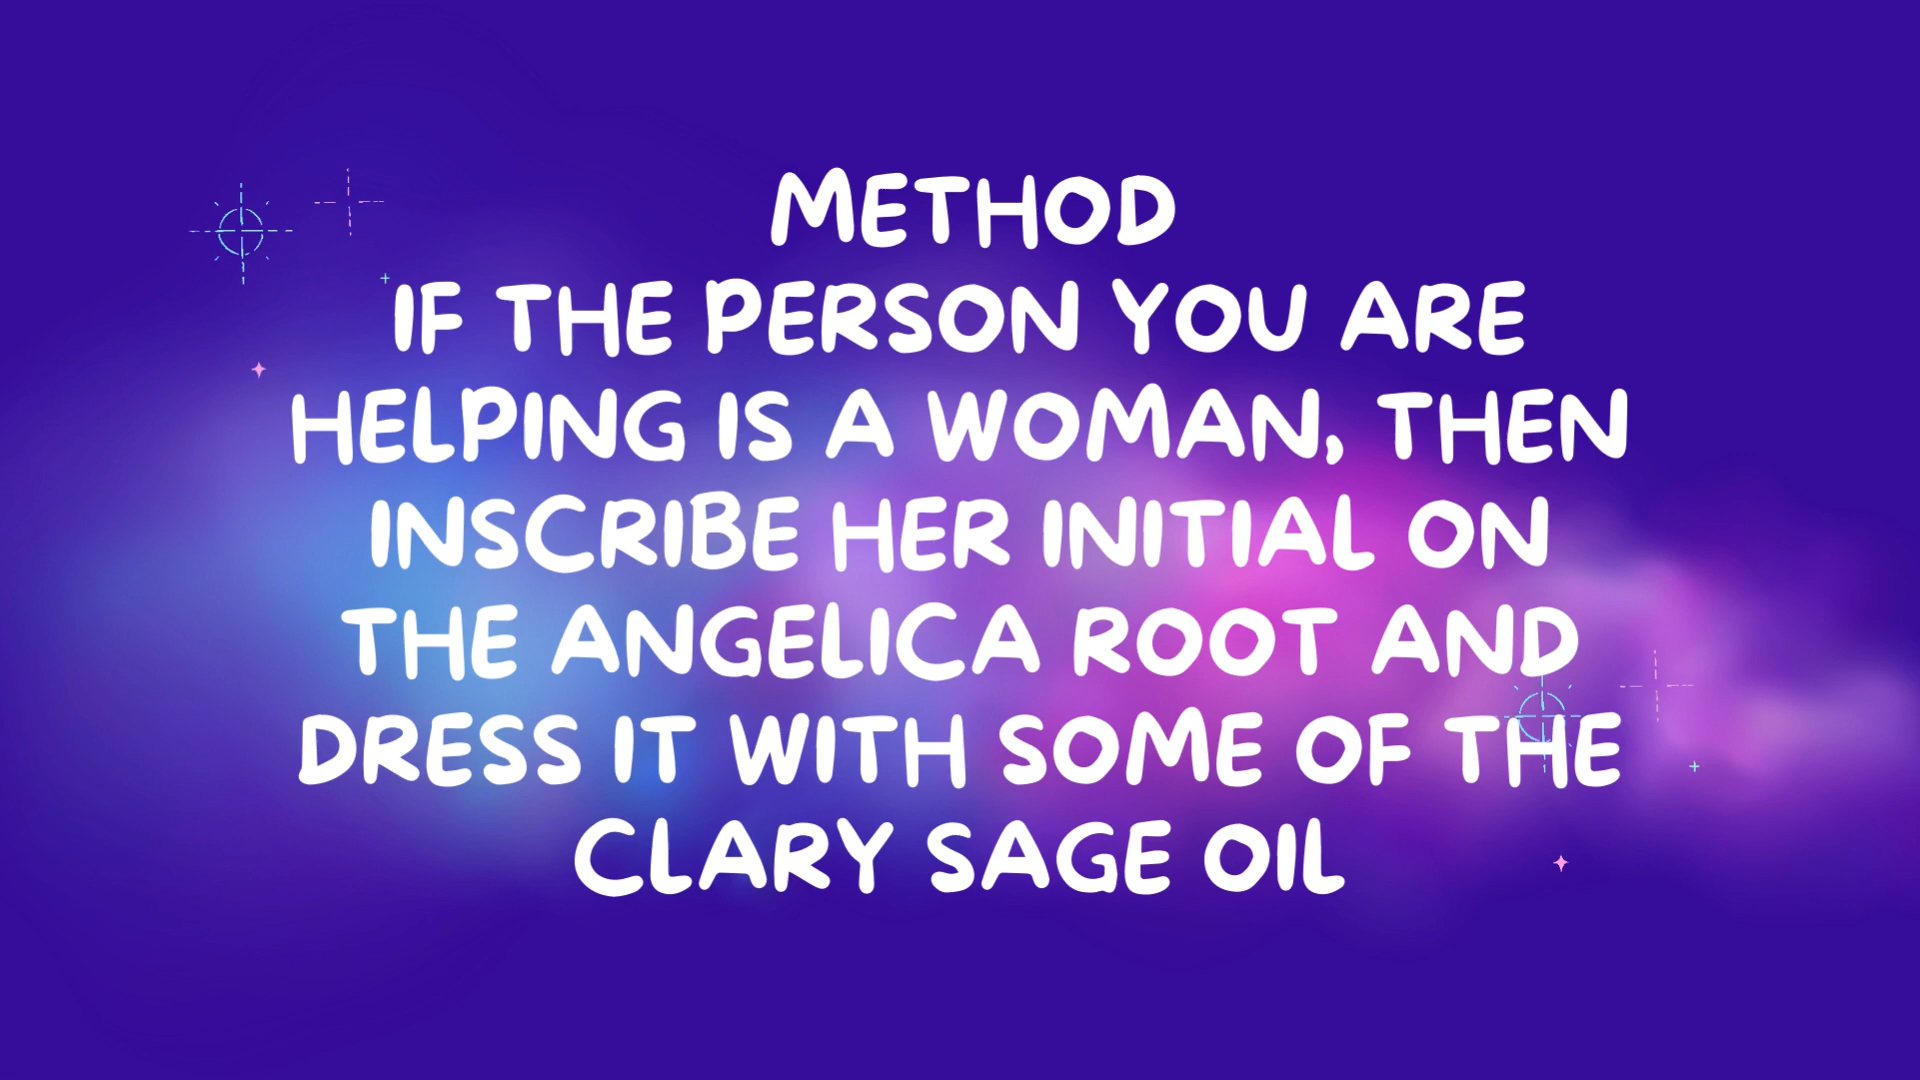 METHOD
IF THE PERSON YOU ARE
HELPING IS A WOMAN, THEN
INSCRIBE HER INITIAL ON
THE ANGELICA ROOT AND
DRESS IT WITH SOME OF THE
CLARY SAGE OIL